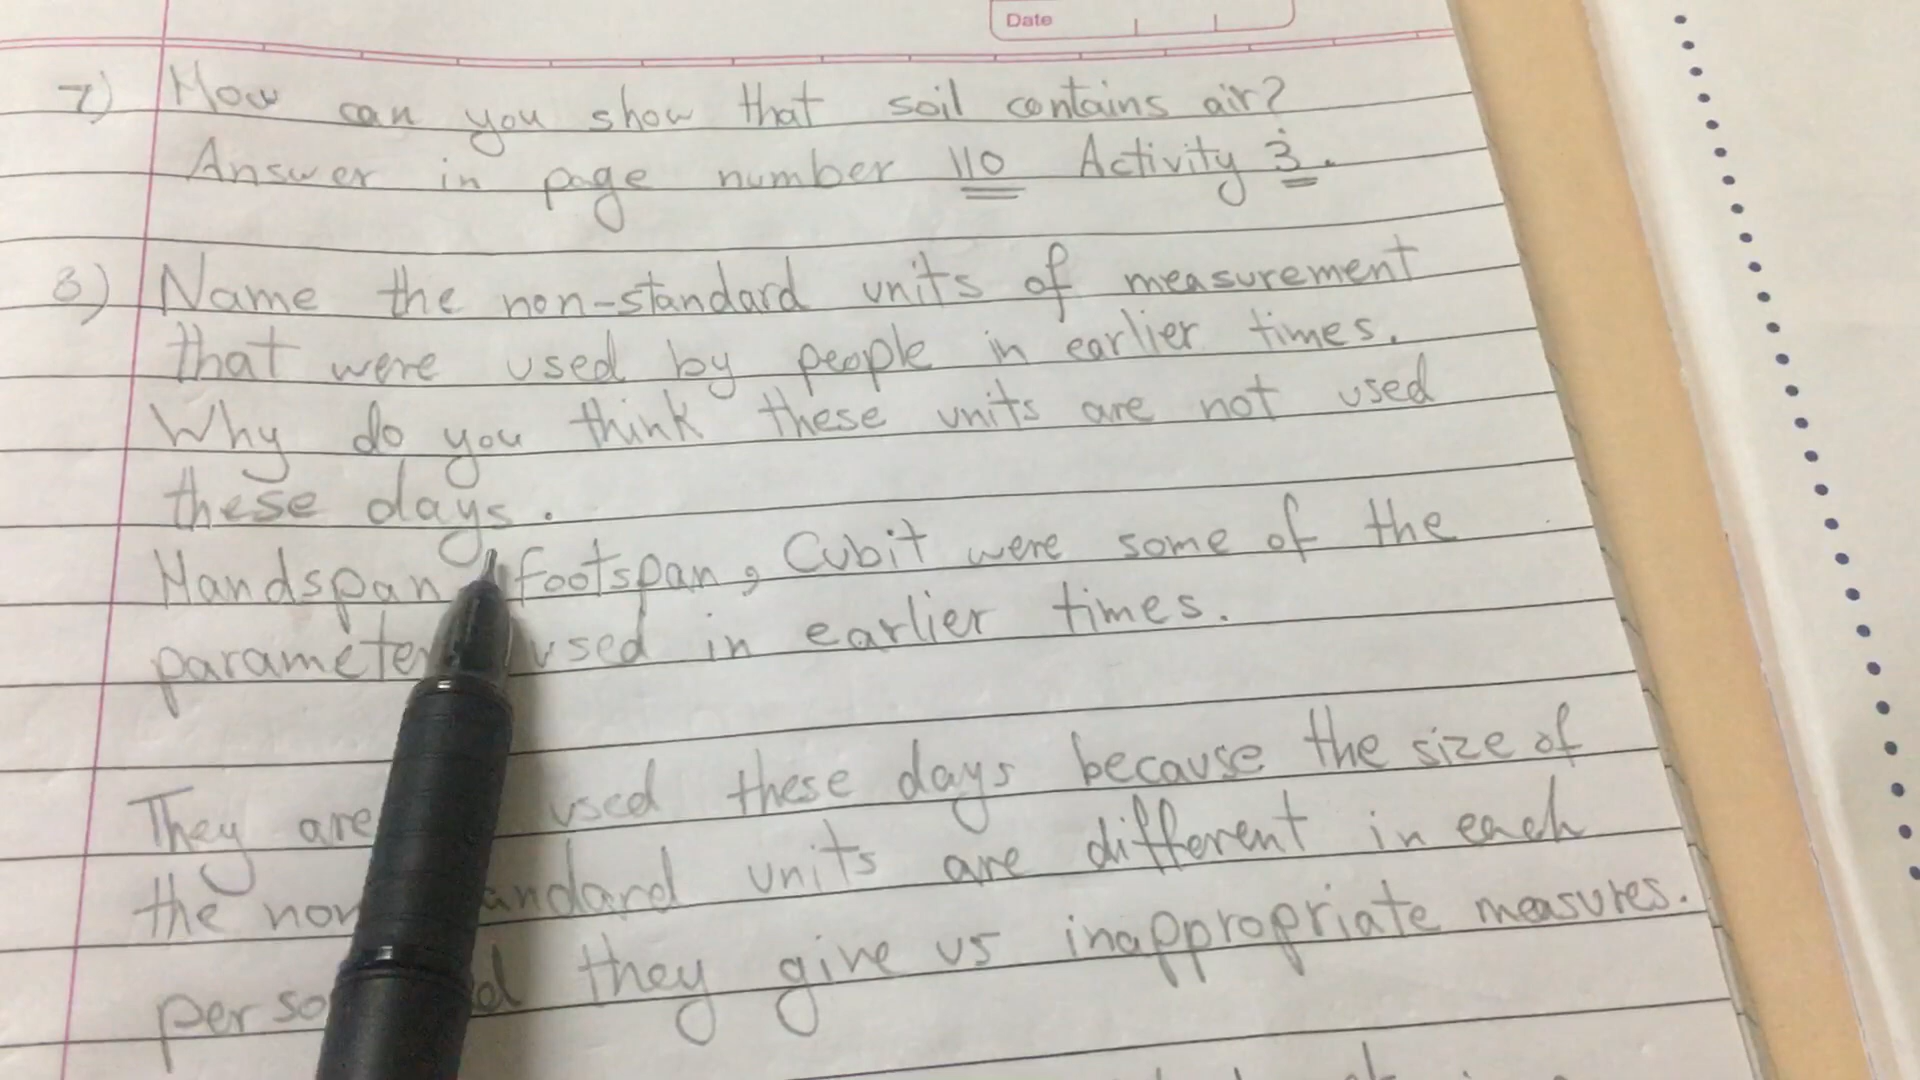 Date
7) How can you show that soil contains air?
Answer in page number 110 Activity 3.
8) Name the non-standard units of measurement
that were used by people in earlier times.
Why do you think these units are not used
these days.
Handspan footspan, Cubit were some of the
used in earlier times.
They are used these days because the size of
the units are different in each
they give us inappropriate measures.